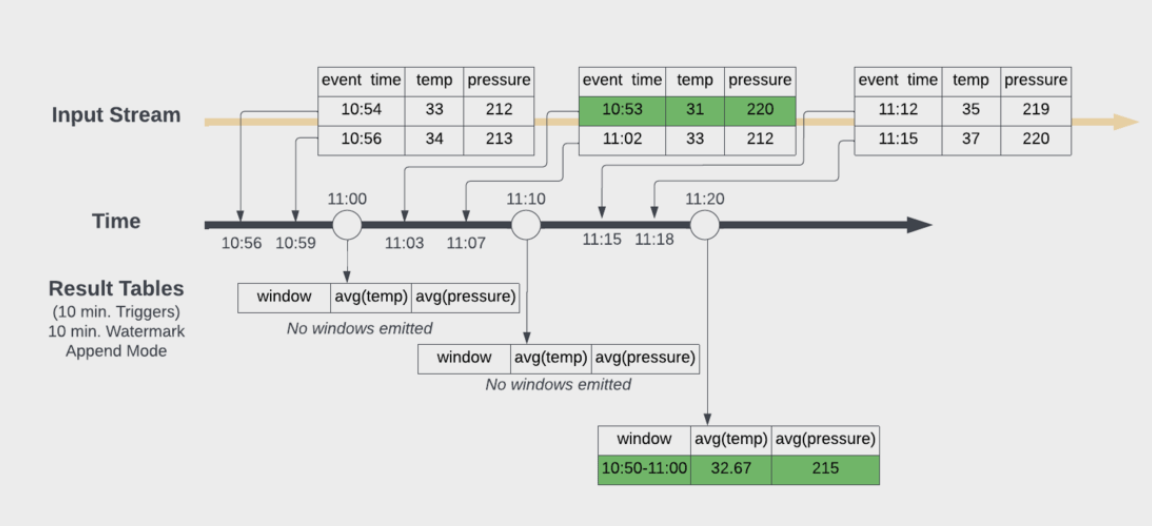 event time temp pressure
10:54 33 212
10:56 34 213
event time temp pressure
10:53 31 220
11:02 33 212
event time temp pressure
11:12 35 219
11:15 37 220
Input Stream
11:00 11:10 11:20
Time
10:56 10:59 11:03 11:07 11:15 11:18
Result Tables
(10 min. Triggers)
10 min. Watermark
Append Mode
window avg(temp) avg(pressure)
No windows emitted
window avg(temp) avg(pressure)
No windows emitted
window avg(temp) avg(pressure)
10:50-11:00 32.67 215